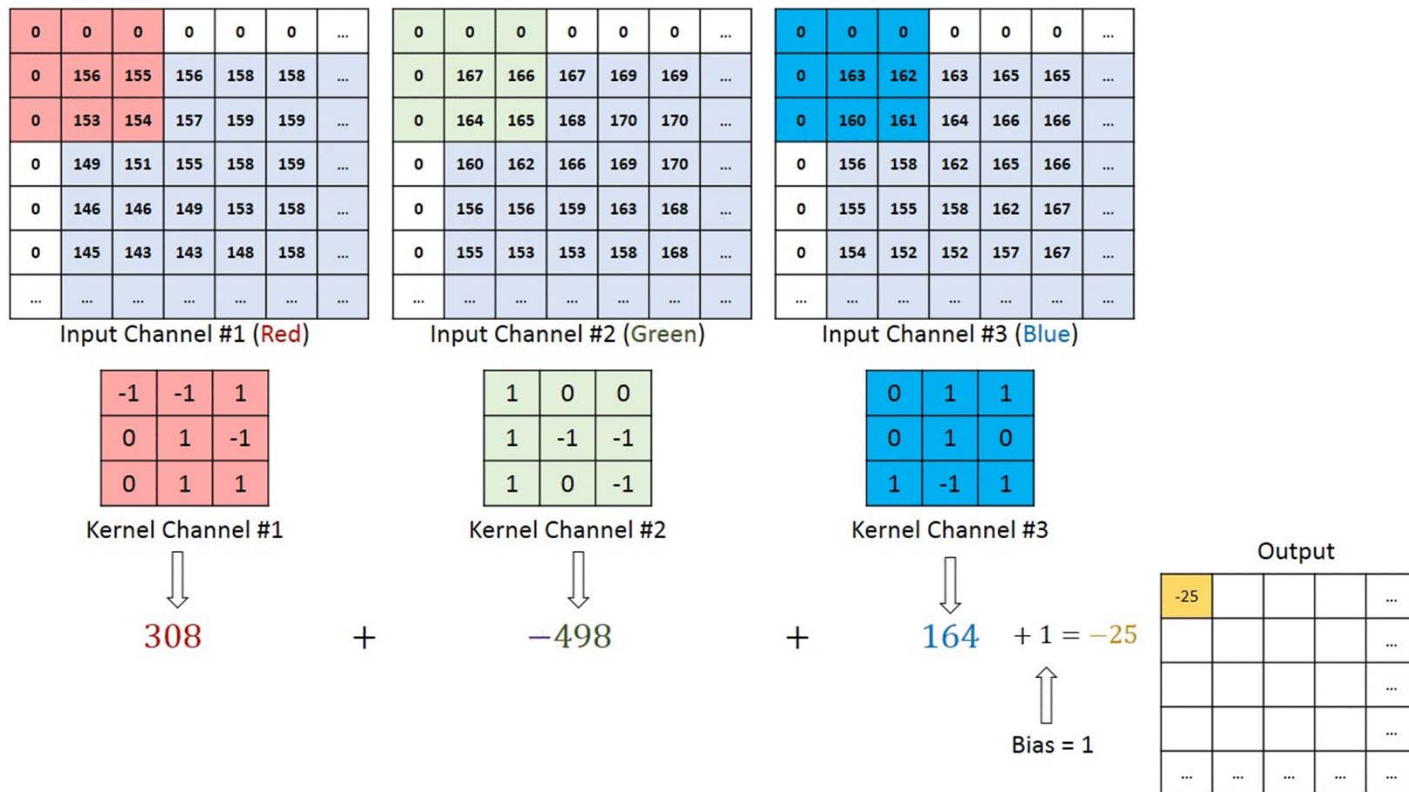 0 0 0 0 0 0 ... 0 0 0 0 0 0 ... 0 0 0 0 0 0 ...
0 156 155 156 158 158 ... 0 167 166 167 169 169 ... 0 163 162 163 165 165 ...
0 153 154 157 159 159 ... 0 164 165 168 170 170 ... 0 160 161 164 166 166 ...
0 149 151 155 158 159 ... 0 160 162 166 169 170 ... 0 156 158 162 165 166 ...
0 146 146 149 153 158 ... 0 156 156 159 163 168 ... 0 155 155 158 162 167 ...
0 145 143 143 148 158 ... 0 155 153 153 158 168 ... 0 154 152 152 157 167 ...
... ... ... ... ... ... ... ... ... ... ... ... ... ... ... ... ... ... ... ... ...
Input Channel #1 (Red) Input Channel #2 (Green) Input Channel #3 (Blue)
-1 -1 1 1 0 0 0 1 1
0 1 -1 1 -1 -1 0 1 0
0 1 1 1 0 -1 1 -1 1
Kernel Channel #1 Kernel Channel #2 Kernel Channel #3
Output
-25 ...
308 + −498 + 164 + 1 = −25
...
...
Bias = 1
...
... ... ... ... ...